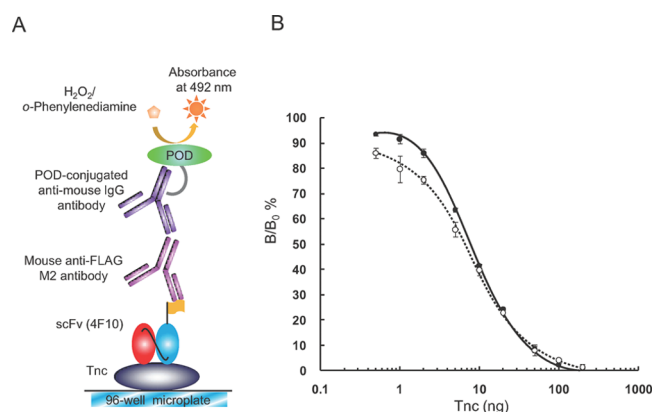 A
Absorbance
at 492 nm
H2O2/
o-Phenylenediamine
POD
POD-conjugated
anti-mouse IgG
antibody
Mouse anti-FLAG
M2 antibody
scFv (4F10)
Tnc
96-well microplate
B
B/B0 %
100
90
80
70
60
50
40
30
20
10
0
0.1 1 10 100 1000
Tnc (ng)